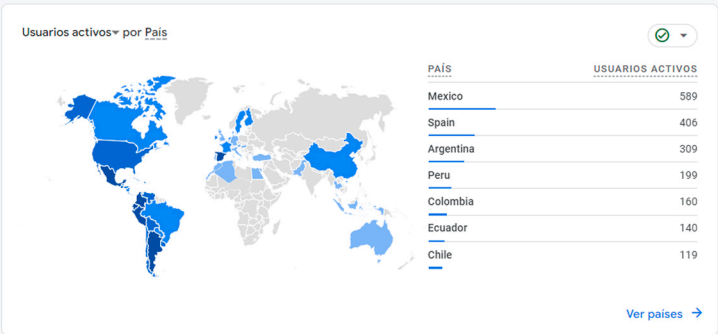 Usuarios activos por País
PAÍS USUARIOS ACTIVOS
Mexico 589
Spain 406
Argentina 309
Peru 199
Colombia 160
Ecuador 140
Chile 119
Ver países